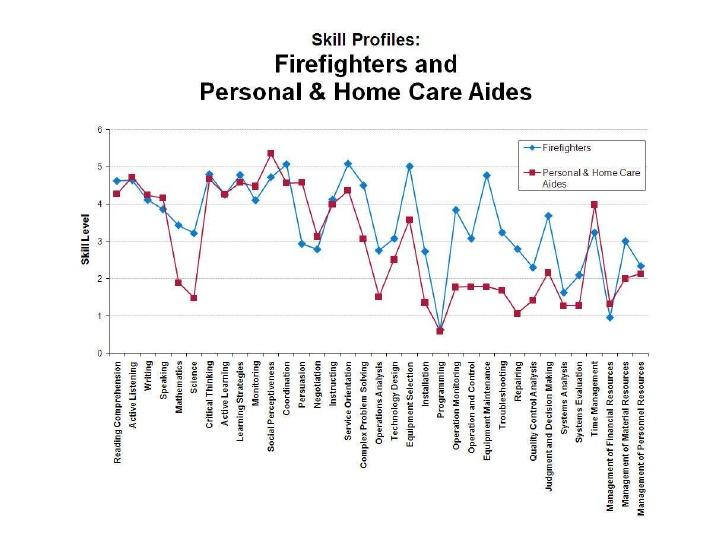 Skill Profiles:
Firefighters and
Personal & Home Care Aides
6
5
4
3
2
1
0
Skill Level
Firefighters
Personal & Home Care
Aides
Reading Comprehension
Active Listening
Writing
Speaking
Mathematics
Science
Critical Thinking
Active Learning
Learning Strategies
Monitoring
Social Perceptiveness
Coordination
Persuasion
Negotiation
Instructing
Service Orientation
Complex Problem Solving
Operations Analysis
Technology Design
Equipment Selection
Installation
Programming
Operation Monitoring
Operation and Control
Equipment Maintenance
Troubleshooting
Repairing
Quality Control Analysis
Judgment and Decision Making
Systems Analysis
Systems Evaluation
Time Management
Management of Financial Resources
Management of Material Resources
Management of Personnel Resources